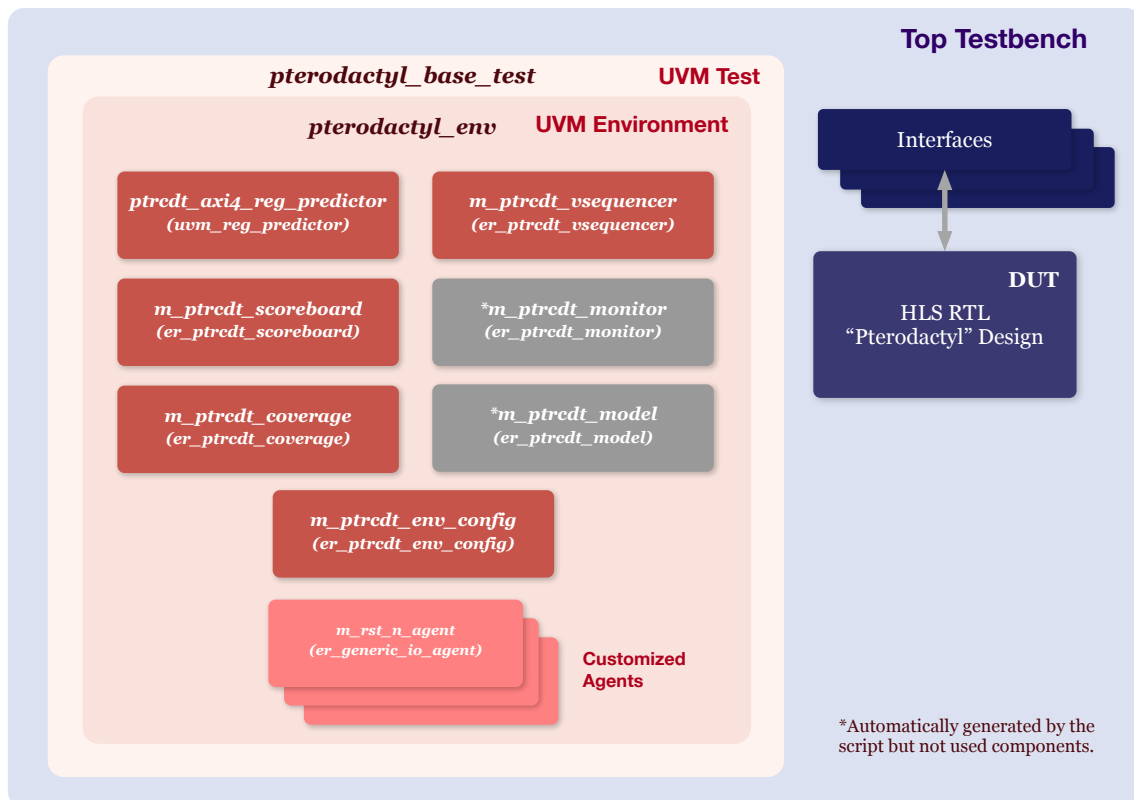 Top Testbench
pterodactyl_base_test
UVM Test
pterodactyl_env
UVM Environment
ptrcdt_axi4_reg_predictor
(uvm_reg_predictor)
m_ptrcdt_vsequencer
(er_ptrcdt_vsequencer)
m_ptrcdt_scoreboard
(er_ptrcdt_scoreboard)
*m_ptrcdt_monitor
(er_ptrcdt_monitor)
m_ptrcdt_coverage
(er_ptrcdt_coverage)
*m_ptrcdt_model
(er_ptrcdt_model)
m_ptrcdt_env_config
(er_ptrcdt_env_config)
m_rst_n_agent
(er_generic_io_agent)
Customized
Agents
Interfaces
DUT
HLS RTL
“Pterodactyl” Design
*Automatically generated by the
script but not used components.